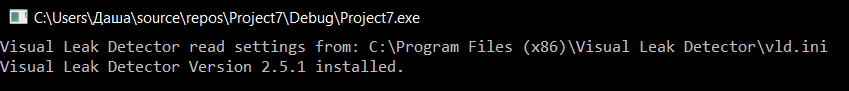 C:\Users\Даша\source\repos\Project7\Debug\Project7.exe
Visual Leak Detector read settings from: C:\Program Files (x86)\Visual Leak Detector\vld.ini
Visual Leak Detector Version 2.5.1 installed.